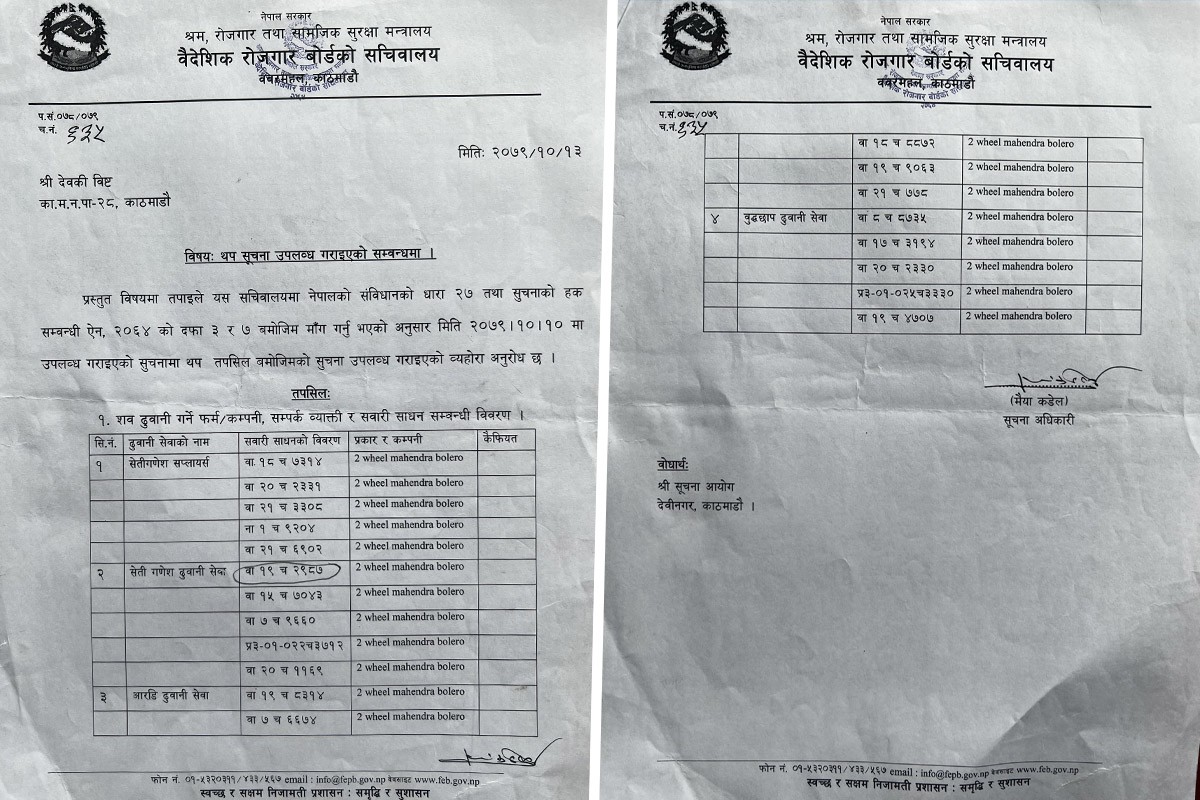 नेपाल सरकार
श्रम, रोजगार तथा सामाजिक सुरक्षा मन्त्रालय
वैदेशिक रोजगार बोर्डको सचिवालय
बबरमहल, काठमाडौं
प.सं.०७८/०७९
च.नं. ६३५
मितिः २०७९/१०/१३
श्री देवकी विष्ट
का.म.न.पा-२८, काठमाडौं
विषयः थप सूचना उपलब्ध गराइएको सम्बन्धमा ।
प्रस्तुत विषयमा तपाइले यस सचिवालयमा नेपालको संविधानको धारा २७ तथा सुचनाको हक
सम्बन्धी ऐन, २०६४ को दफा ३ र ७ बमोजिम माँग गर्नु भएको अनुसार मिति २०७९।१०।१० मा
उपलब्ध गराइएको सुचनामा थप तपसिल बमोजिमको सुचना उपलब्ध गराइएको व्यहोरा अनुरोध छ ।
तपसिलः
१. शव ढुवानी गर्ने फर्म/कम्पनी, सम्पर्क व्याक्ती र सवारी साधन सम्वन्धी विवरण ।
सि.नं. ढुवानी सेवाको नाम सवारी साधनको विवरण प्रकार र कम्पनी कैफियत
१ सेतीगणेश सप्लायर्स वा. १८ च ७३१४ 2 wheel mahendra bolero
वा २० च २३३१ 2 wheel mahendra bolero
वा २१ च ३३०८ 2 wheel mahendra bolero
ना १ च ९२०४ 2 wheel mahendra bolero
वा २१ च ६९०२ 2 wheel mahendra bolero
२ सेती गणेश ढुवानी सेवा वा १९ च २९८७ 2 wheel mahendra bolero
वा १५ च ७०४३ 2 wheel mahendra bolero
वा ७ च ९६६० 2 wheel mahendra bolero
प्र३-०१-०२२च३७१२ 2 wheel mahendra bolero
वा २० च ११६९ 2 wheel mahendra bolero
३ आरडि ढुवानी सेवा वा १९ च ८३१४ 2 wheel mahendra bolero
वा ७ च ६६७४ 2 wheel mahendra bolero
फोन नं. ०१-५३२०३११/४३३/५६७ email : info@fepb.gov.np वेबसाइट www.feb.gov.np
स्वच्छ र सक्षम निजामती प्रशासन : समृद्धि र सुशासन
नेपाल सरकार
श्रम, रोजगार तथा सामाजिक सुरक्षा मन्त्रालय
वैदेशिक रोजगार बोर्डको सचिवालय
बबरमहल, काठमाडौं
प.सं.०७८/०७९
च.नं. ६३५
वा १८ च ८८७२ 2 wheel mahendra bolero
वा १९ च ९०६३ 2 wheel mahendra bolero
वा २१ च ७७८ 2 wheel mahendra bolero
४ वुद्धछाप ढुवानी सेवा वा ८ च ८७३५ 2 wheel mahendra bolero
वा १७ च ३१९४ 2 wheel mahendra bolero
वा २० च २३३० 2 wheel mahendra bolero
प्र३-०१-०२५च३३३० 2 wheel mahendra bolero
वा १९ च ४७०७ 2 wheel mahendra bolero
(मैया कडेल)
सूचना अधिकारी
वोधार्थः
श्री सूचना आयोग
देवीनगर, काठमाडौं ।
फोन नं. ०१-५३२०३११/४३३/५६७ email : info@fepb.gov.np वेबसाइट www.feb.gov.np
स्वच्छ र सक्षम निजामती प्रशासन : समृद्धि र सुशासन